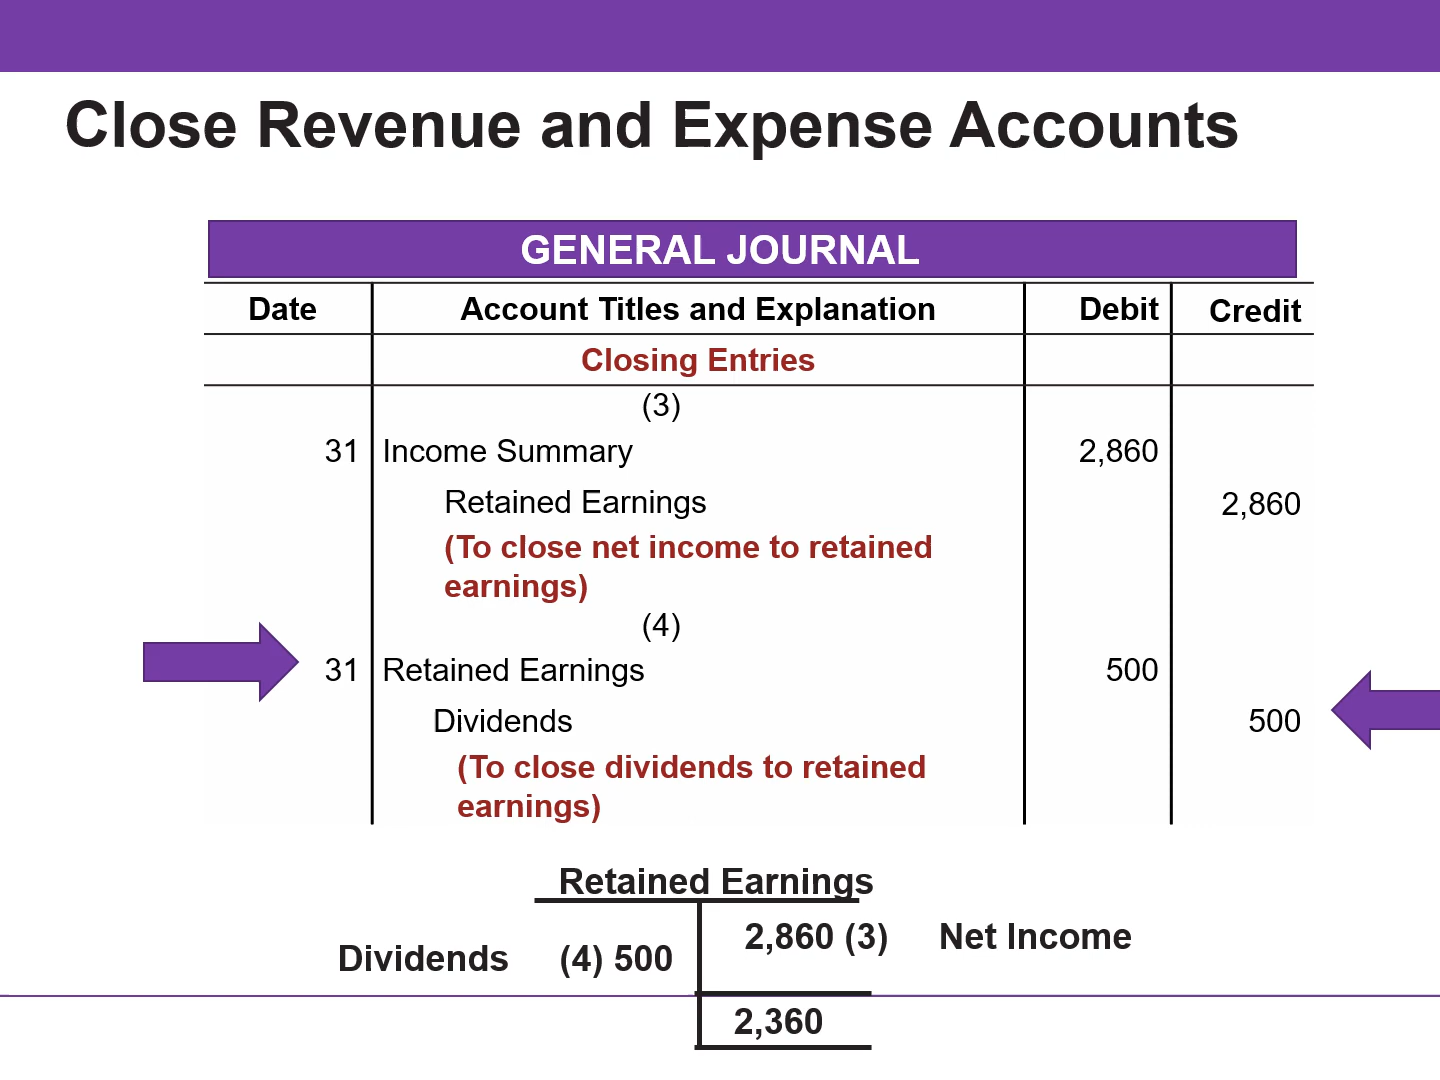 Close Revenue and Expense Accounts
GENERAL JOURNAL
Date Account Titles and Explanation Debit Credit
Closing Entries
(3)
31 Income Summary 2,860
Retained Earnings 2,860
(To close net income to retained
earnings)
(4)
31 Retained Earnings 500
Dividends 500
(To close dividends to retained
earnings)
Retained Earnings
2,860 (3) Net Income
Dividends (4) 500
2,360